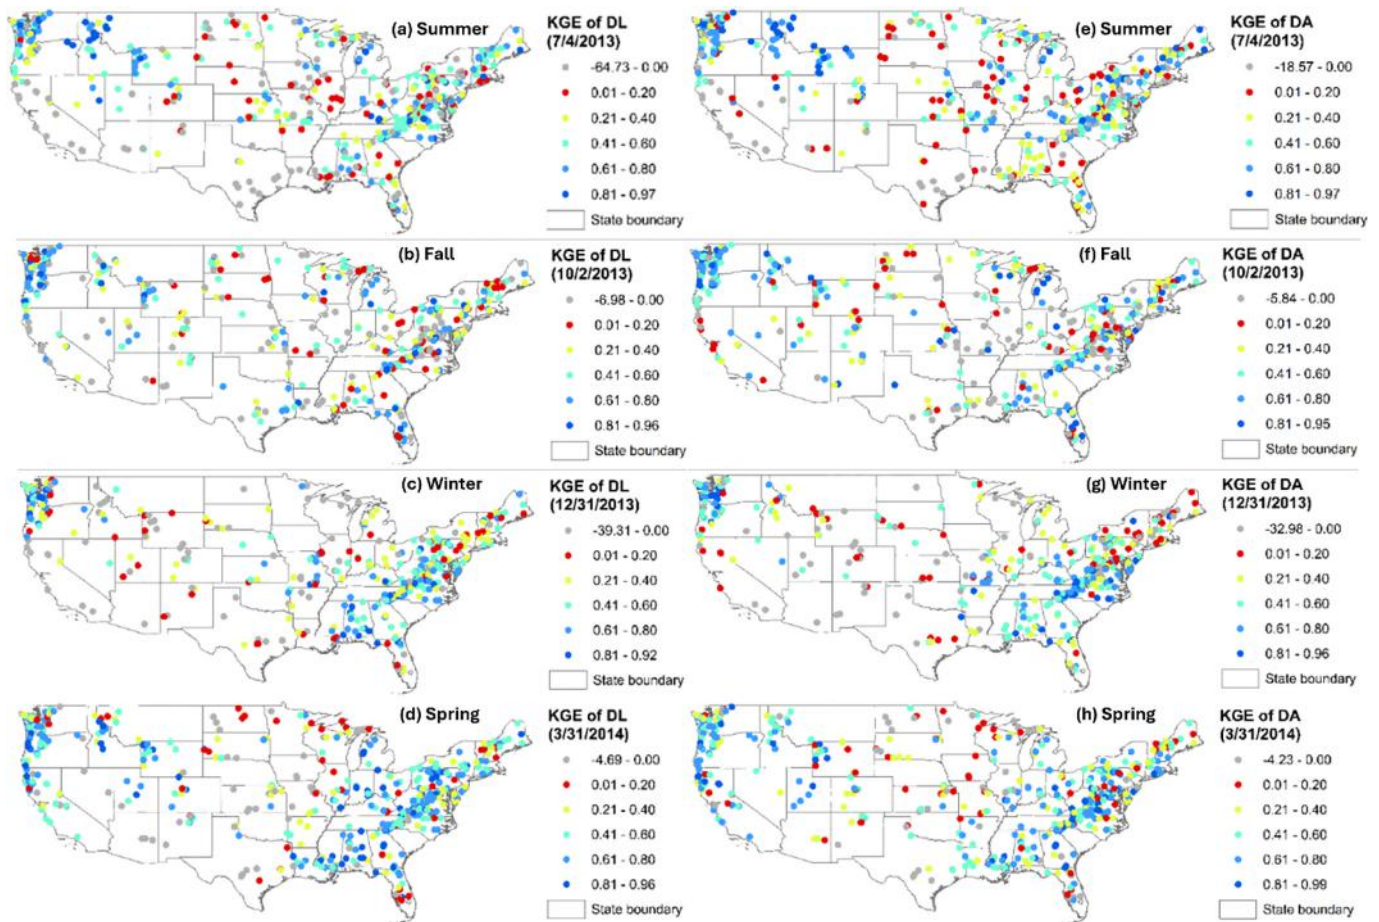 (a) Summer
KGE of DL
(7/4/2013)
-64.73 - 0.00
0.01 - 0.20
0.21 - 0.40
0.41 - 0.60
0.61 - 0.80
0.81 - 0.97
State boundary
(e) Summer
KGE of DA
(7/4/2013)
-18.57 - 0.00
0.01 - 0.20
0.21 - 0.40
0.41 - 0.60
0.61 - 0.80
0.81 - 0.97
State boundary
(b) Fall
KGE of DL
(10/2/2013)
-6.98 - 0.00
0.01 - 0.20
0.21 - 0.40
0.41 - 0.60
0.61 - 0.80
0.81 - 0.96
State boundary
(f) Fall
KGE of DA
(10/2/2013)
-5.84 - 0.00
0.01 - 0.20
0.21 - 0.40
0.41 - 0.60
0.61 - 0.80
0.81 - 0.95
State boundary
(c) Winter
KGE of DL
(12/31/2013)
-39.31 - 0.00
0.01 - 0.20
0.21 - 0.40
0.41 - 0.60
0.61 - 0.80
0.81 - 0.92
State boundary
(g) Winter
KGE of DA
(12/31/2013)
-32.98 - 0.00
0.01 - 0.20
0.21 - 0.40
0.41 - 0.60
0.61 - 0.80
0.81 - 0.96
State boundary
(d) Spring
KGE of DL
(3/31/2014)
-4.69 - 0.00
0.01 - 0.20
0.21 - 0.40
0.41 - 0.60
0.61 - 0.80
0.81 - 0.96
State boundary
(h) Spring
KGE of DA
(3/31/2014)
-4.23 - 0.00
0.01 - 0.20
0.21 - 0.40
0.41 - 0.60
0.61 - 0.80
0.81 - 0.99
State boundary